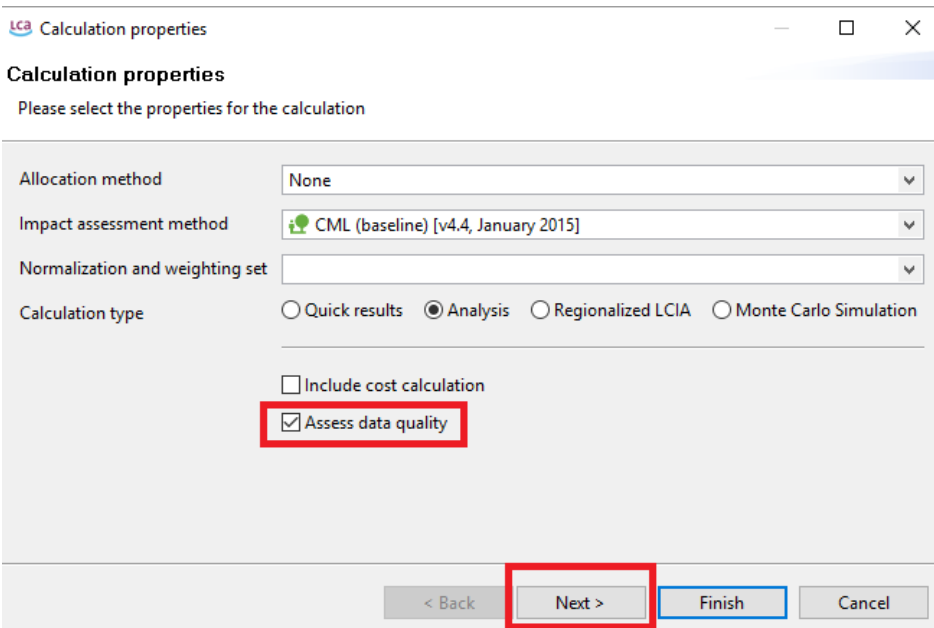 LCA Calculation properties
Calculation properties
Please select the properties for the calculation
Allocation method None
Impact assessment method CML (baseline) [v4.4, January 2015]
Normalization and weighting set
Calculation type Quick results Analysis Regionalized LCIA Monte Carlo Simulation
Include cost calculation
Assess data quality
< Back Next > Finish Cancel